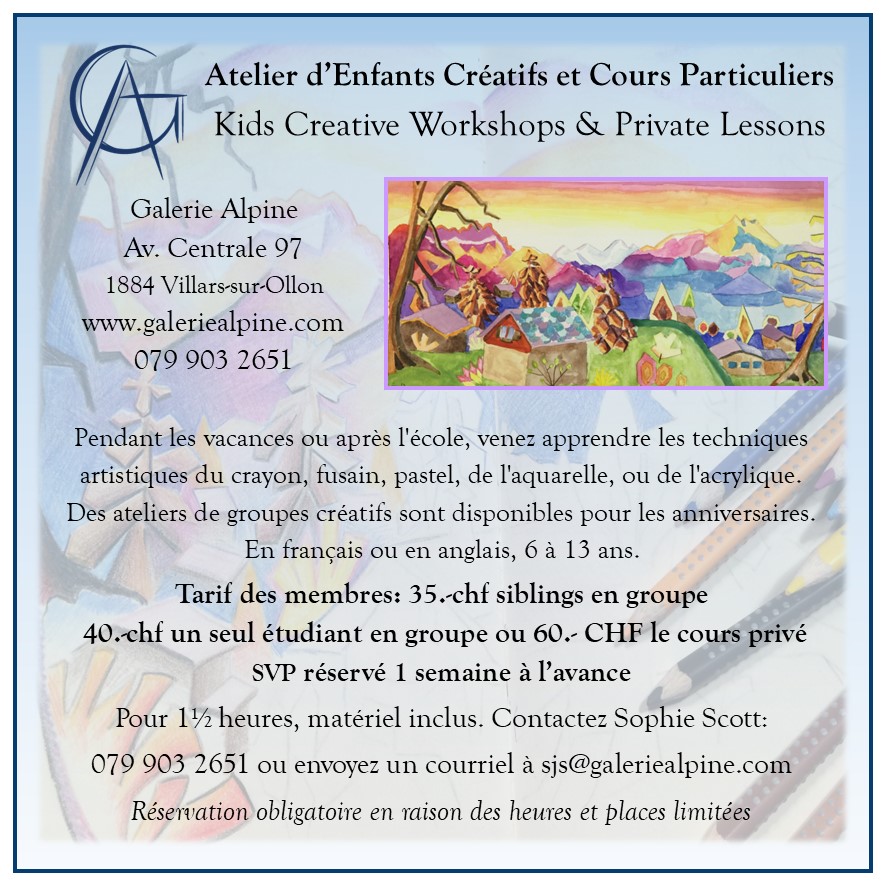 GA
Atelier d’Enfants Créatifs et Cours Particuliers
Kids Creative Workshops & Private Lessons
Galerie Alpine
Av. Centrale 97
1884 Villars-sur-Ollon
www.galeriealpine.com
079 903 2651
Pendant les vacances ou après l'école, venez apprendre les techniques
artistiques du crayon, fusain, pastel, de l'aquarelle, ou de l'acrylique.
Des ateliers de groupes créatifs sont disponibles pour les anniversaires.
En français ou en anglais, 6 à 13 ans.
Tarif des membres: 35.-chf siblings en groupe
40.-chf un seul étudiant en groupe ou 60.- CHF le cours privé
SVP réservé 1 semaine à l’avance
Pour 1½ heures, matériel inclus. Contactez Sophie Scott:
079 903 2651 ou envoyez un courriel à sjs@galeriealpine.com
Réservation obligatoire en raison des heures et places limitées